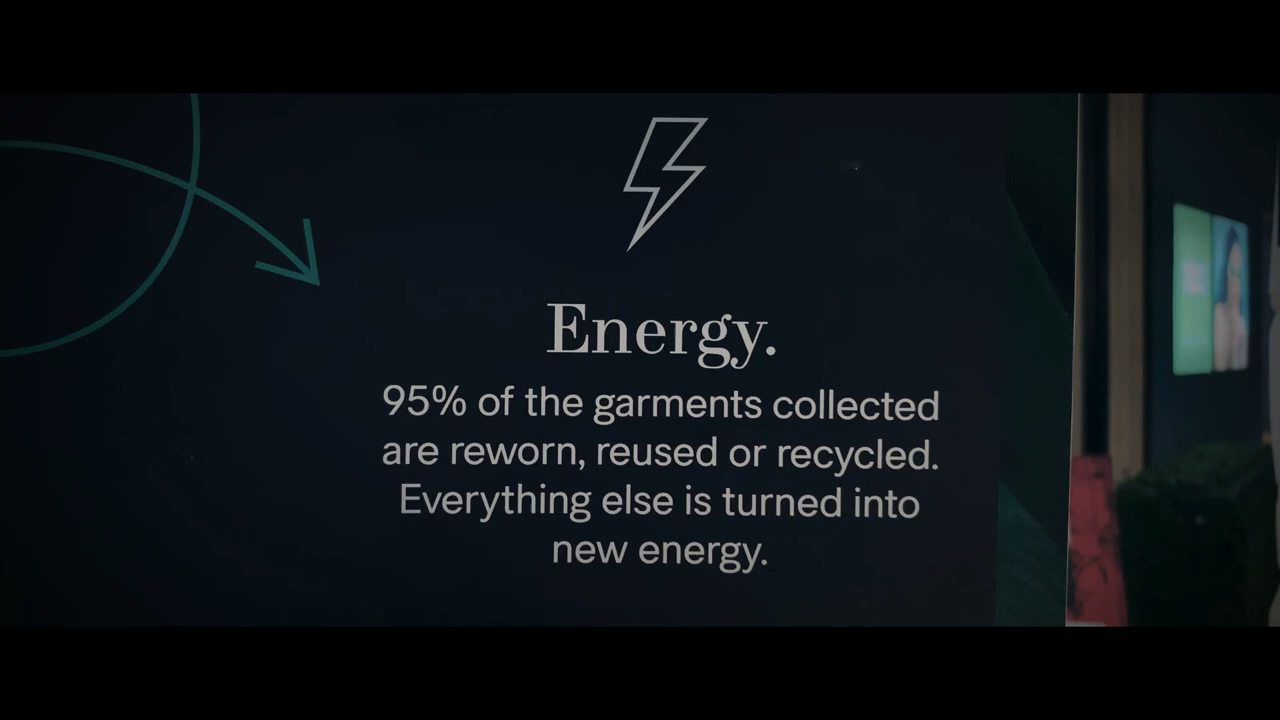 Energy.
95% of the garments collected
are reworn, reused or recycled.
Everything else is turned into
new energy.